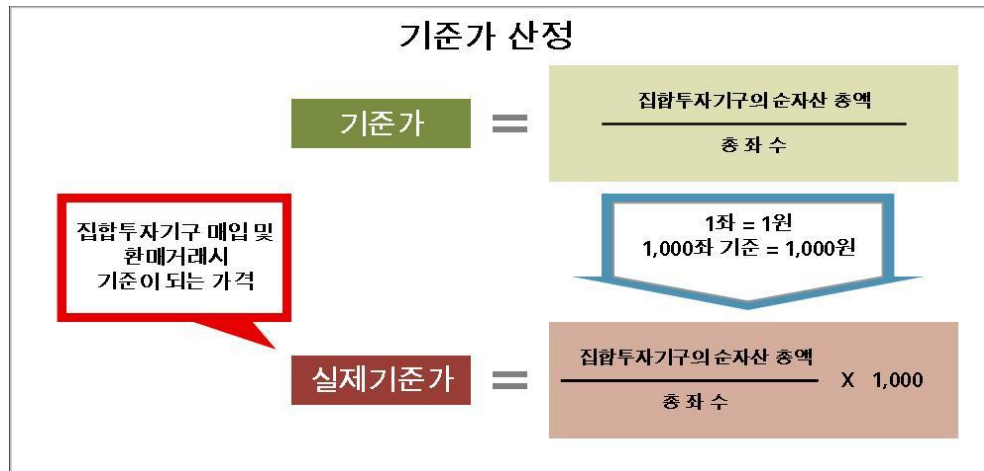 기준가 산정
기준가
=
집합투자기구의 순자산 총액
총 좌 수
집합투자기구 매입 및
환매거래시
기준이 되는 가격
1좌 = 1원
1,000좌 기준 = 1,000원
실제기준가
=
집합투자기구의 순자산 총액
총 좌 수
X 1,000